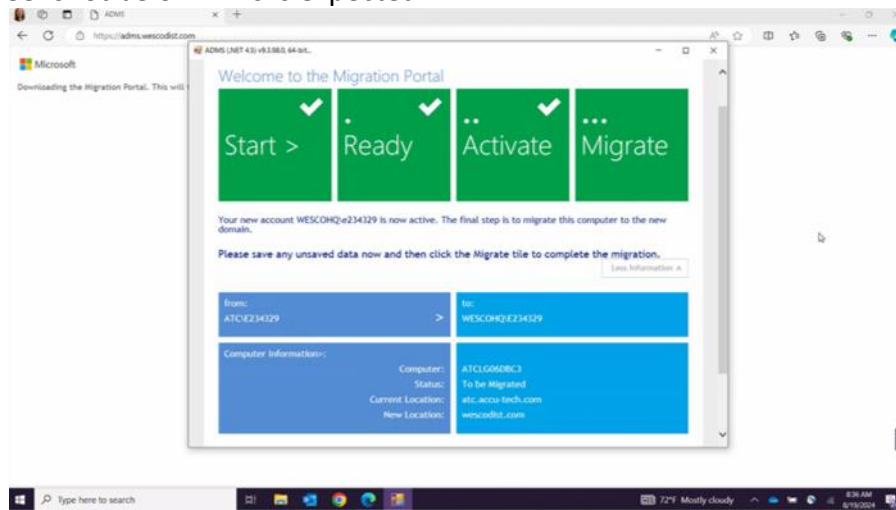 ADMS
https://adms.wescodist.com
ADMS (.NET 4.5) v9.3.98.0, 64-bit...
Microsoft
Downloading the Migration Portal. This will
Welcome to the Migration Portal
Start >
. Ready
.. Activate
... Migrate
Your new account WESCOHQ\e234329 is now active. The final step is to migrate this computer to the new
domain.
Please save any unsaved data now and then click the Migrate tile to complete the migration.
Less Information
from:
ATC\E234329 >
to:
WESCOHQ\E234329
Computer Information>:
Computer: ATCLG06DBC3
Status: To be Migrated
Current Location: atc.accu-tech.com
New Location: wescodist.com
Type here to search
72°F Mostly cloudy
8:36 AM
8/19/2024